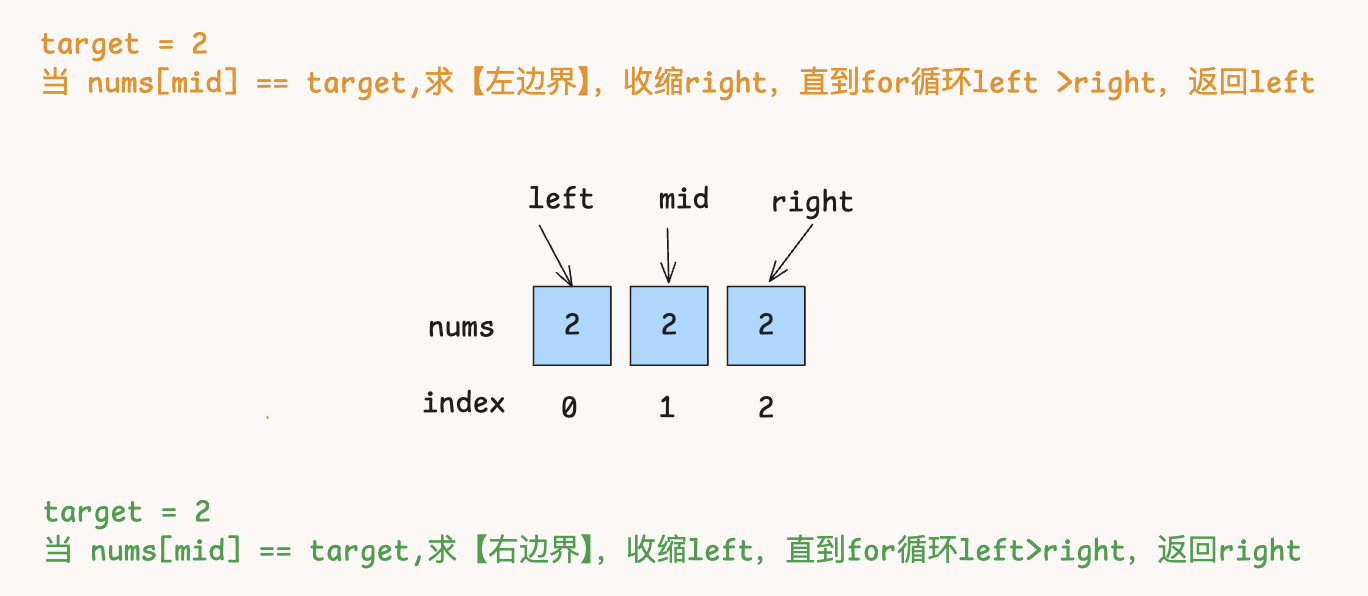 target = 2
当 nums[mid] == target,求【左边界】，收缩right，直到for循环left >right，返回left
left mid right
nums 2 2 2
index 0 1 2
target = 2
当 nums[mid] == target,求【右边界】，收缩left，直到for循环left>right，返回right